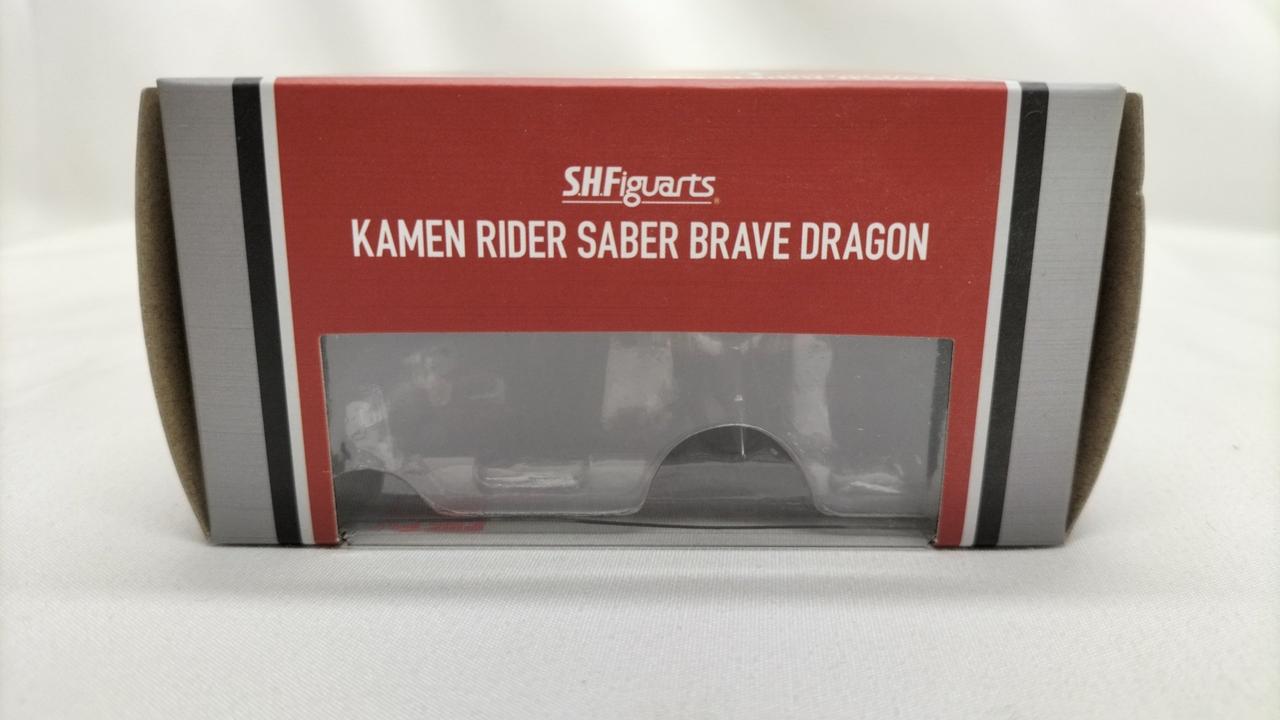 S.H.Figuarts
KAMEN RIDER SABER BRAVE DRAGON